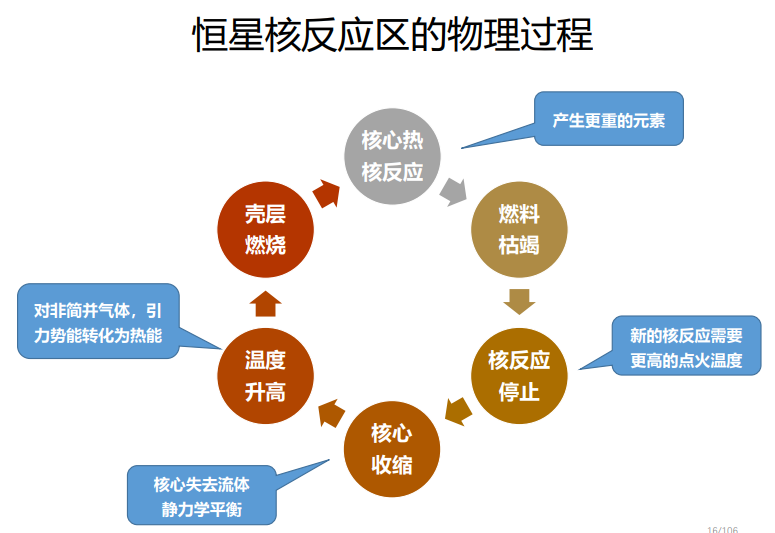 恒星核反应区的物理过程
产生更重的元素
核心热
核反应
燃料
枯竭
新的核反应需要
更高的点火温度
核反应
停止
核心
收缩
核心失去流体
静力学平衡
温度
升高
对非简并气体，引
力势能转化为热能
壳层
燃烧
16/106